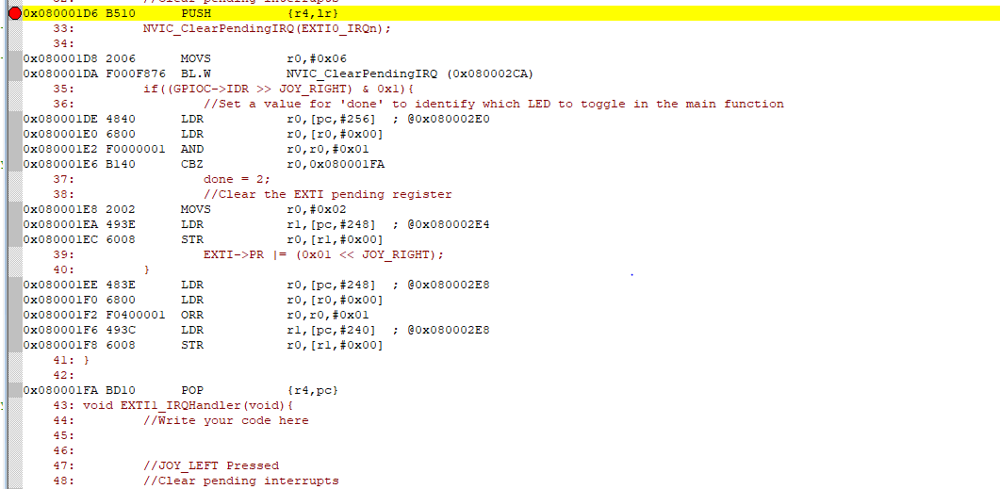 32: //Clear pending interrupts
0x080001D6 B510 PUSH {r4,lr}
33: NVIC_ClearPendingIRQ(EXTI0_IRQn);
34:
0x080001D8 2006 MOVS r0,#0x06
0x080001DA F000F876 BL.W NVIC_ClearPendingIRQ (0x080002CA)
35: if((GPIOC->IDR >> JOY_RIGHT) & 0x1){
36: //Set a value for 'done' to identify which LED to toggle in the main function
0x080001DE 4840 LDR r0,[pc,#256] ; @0x080002E0
0x080001E0 6800 LDR r0,[r0,#0x00]
0x080001E2 F0000001 AND r0,r0,#0x01
0x080001E6 B140 CBZ r0,0x080001FA
37: done = 2;
38: //Clear the EXTI pending register
0x080001E8 2002 MOVS r0,#0x02
0x080001EA 493E LDR r1,[pc,#248] ; @0x080002E4
0x080001EC 6008 STR r0,[r1,#0x00]
39: EXTI->PR |= (0x01 << JOY_RIGHT);
40: }
0x080001EE 483E LDR r0,[pc,#248] ; @0x080002E8
0x080001F0 6800 LDR r0,[r0,#0x00]
0x080001F2 F0400001 ORR r0,r0,#0x01
0x080001F6 493C LDR r1,[pc,#240] ; @0x080002E8
0x080001F8 6008 STR r0,[r1,#0x00]
41: }
42:
0x080001FA BD10 POP {r4,pc}
43: void EXTI1_IRQHandler(void){
44: //Write your code here
45:
46:
47: //JOY_LEFT Pressed
48: //Clear pending interrupts